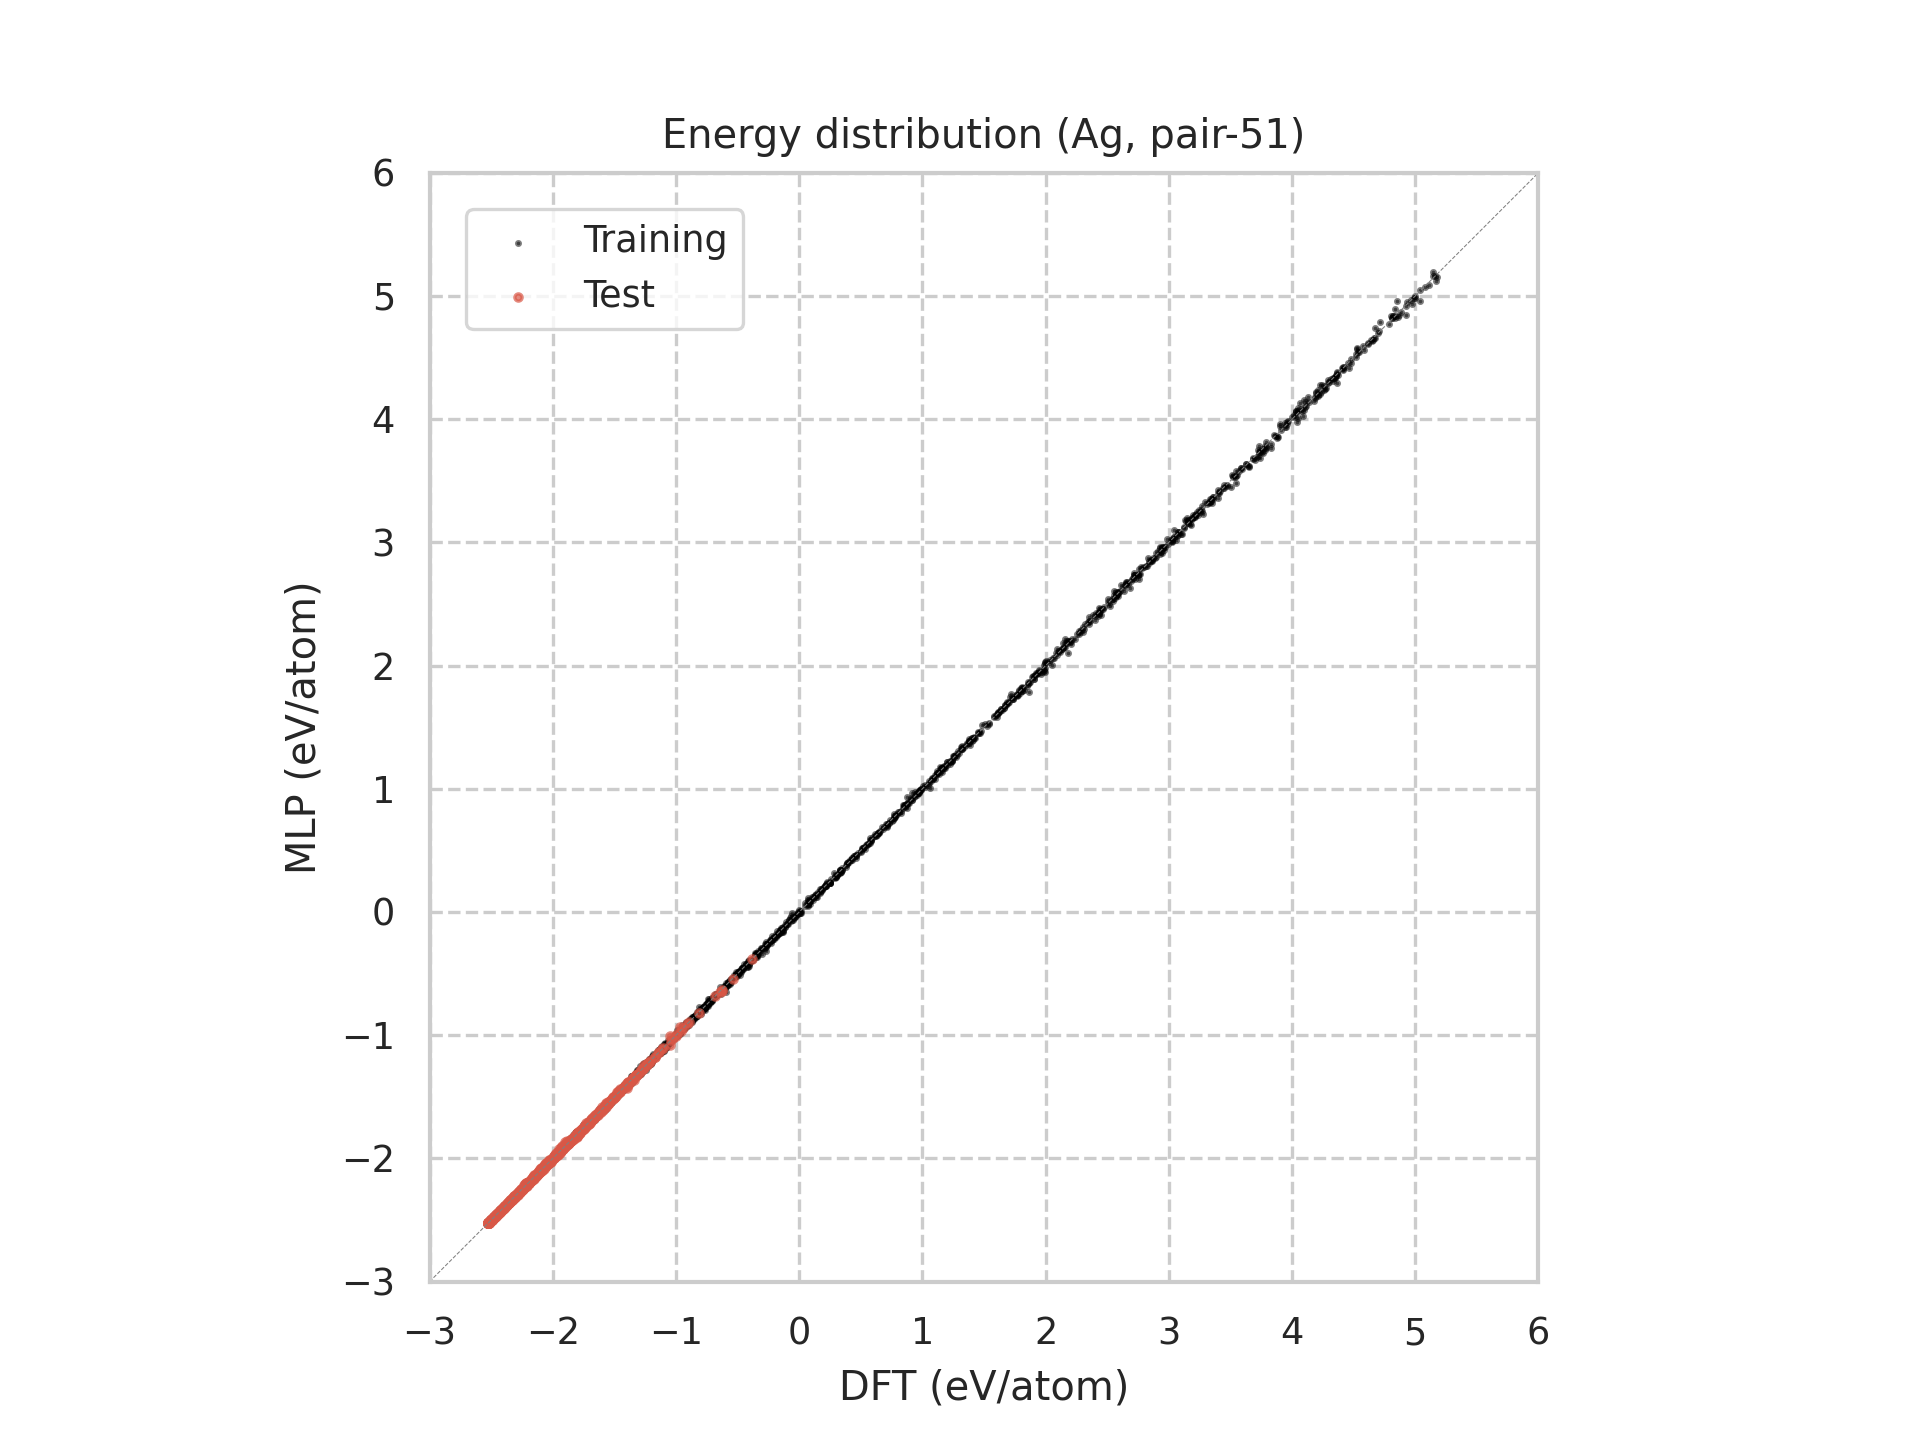 Energy distribution (Ag, pair-51)
Training
Test
6
5
4
3
2
1
0
−1
−2
−3
MLP (eV/atom)
−3 −2 −1 0 1 2 3 4 5 6
DFT (eV/atom)